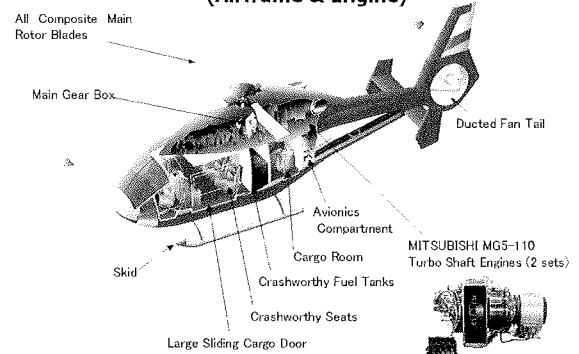 (Airframe & Engine)
All Composite Main
Rotor Blades
Main Gear Box
Ducted Fan Tail
Avionics
Compartment
MITSUBISHI MG5-110
Turbo Shaft Engines (2 sets)
Cargo Room
Skid
Crashworthy Fuel Tanks
Crashworthy Seats
Large Sliding Cargo Door